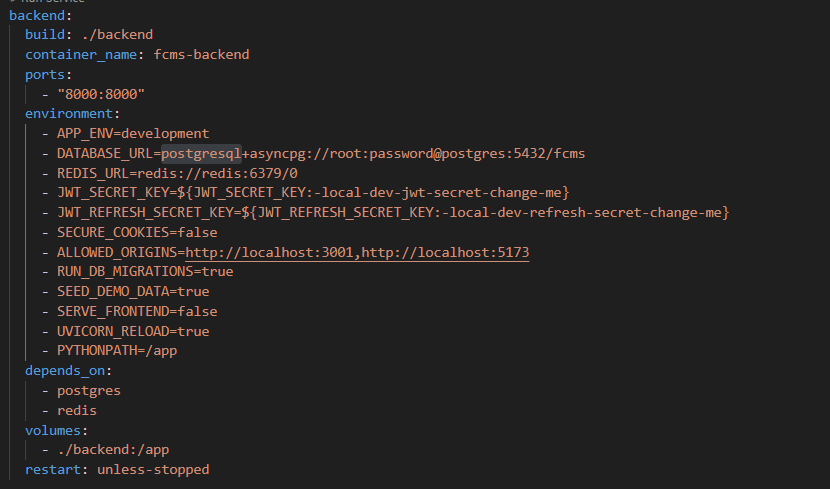 Run Service
backend:
build: ./backend
container_name: fcms-backend
ports:
- "8000:8000"
environment:
- APP_ENV=development
- DATABASE_URL=postgresql+asyncpg://root:password@postgres:5432/fcms
- REDIS_URL=redis://redis:6379/0
- JWT_SECRET_KEY=${JWT_SECRET_KEY:-local-dev-jwt-secret-change-me}
- JWT_REFRESH_SECRET_KEY=${JWT_REFRESH_SECRET_KEY:-local-dev-refresh-secret-change-me}
- SECURE_COOKIES=false
- ALLOWED_ORIGINS=http://localhost:3001,http://localhost:5173
- RUN_DB_MIGRATIONS=true
- SEED_DEMO_DATA=true
- SERVE_FRONTEND=false
- UVICORN_RELOAD=true
- PYTHONPATH=/app
depends_on:
- postgres
- redis
volumes:
- ./backend:/app
restart: unless-stopped